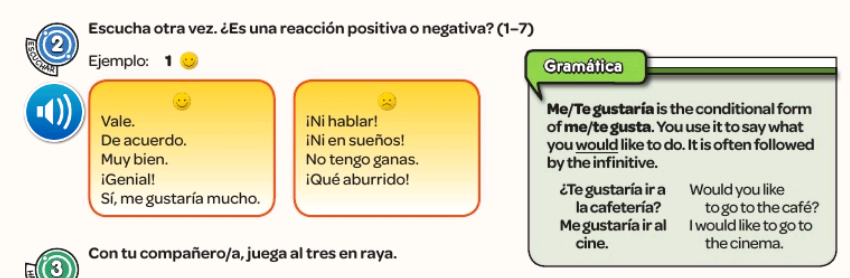 2
ESCUCHAR
Escucha otra vez. ¿Es una reacción positiva o negativa? (1–7)
Ejemplo: 1
Vale.
De acuerdo.
Muy bien.
¡Genial!
Sí, me gustaría mucho.
¡Ni hablar!
¡Ni en sueños!
No tengo ganas.
¡Qué aburrido!
Gramática
Me/Te gustaría is the conditional form
of me/te gusta. You use it to say what
you would like to do. It is often followed
by the infinitive.
¿Te gustaría ir a
la cafetería?
Would you like
to go to the café?
Me gustaría ir al
cine.
I would like to go to
the cinema.
3
Con tu compañero/a, juega al tres en raya.